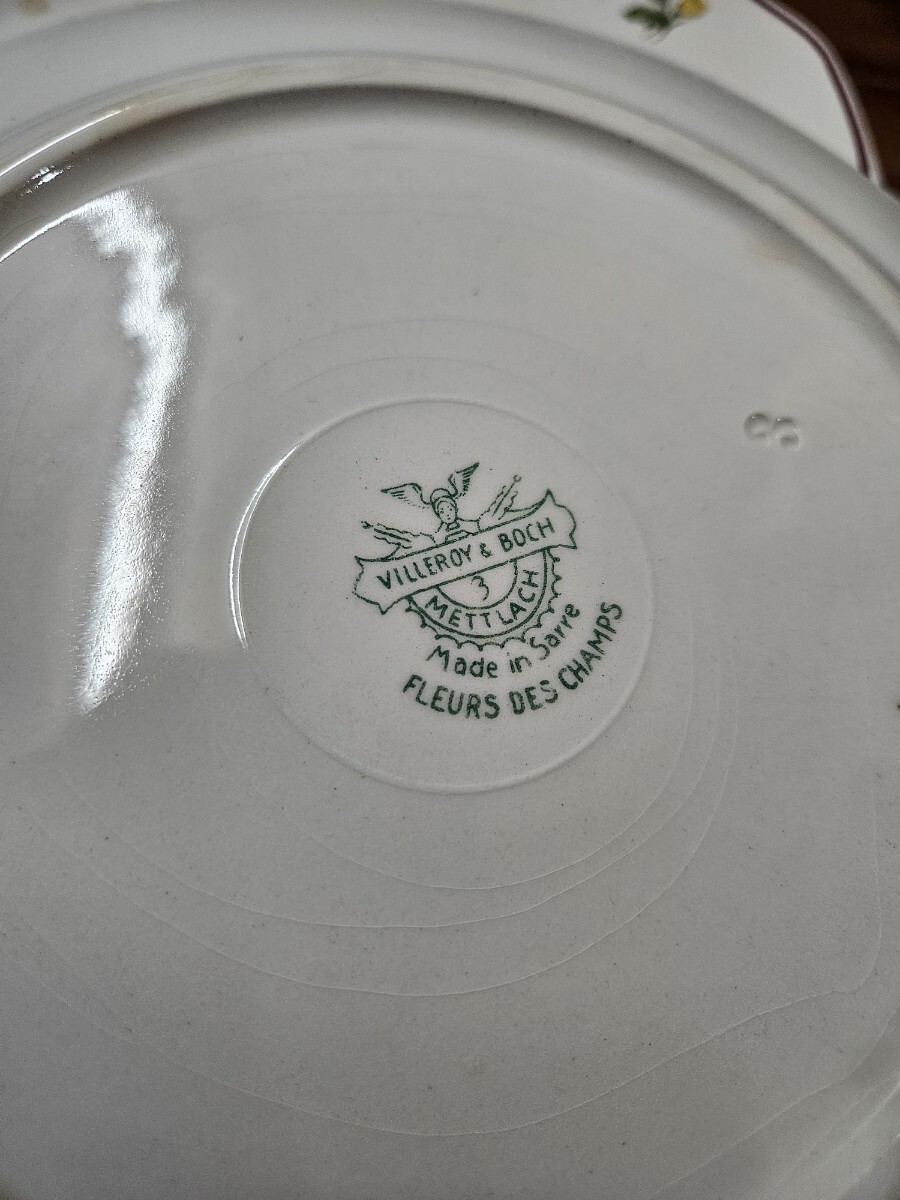 VILLEROY & BOCH
3
METTLACH
Made in Sarre
FLEURS DES CHAMPS